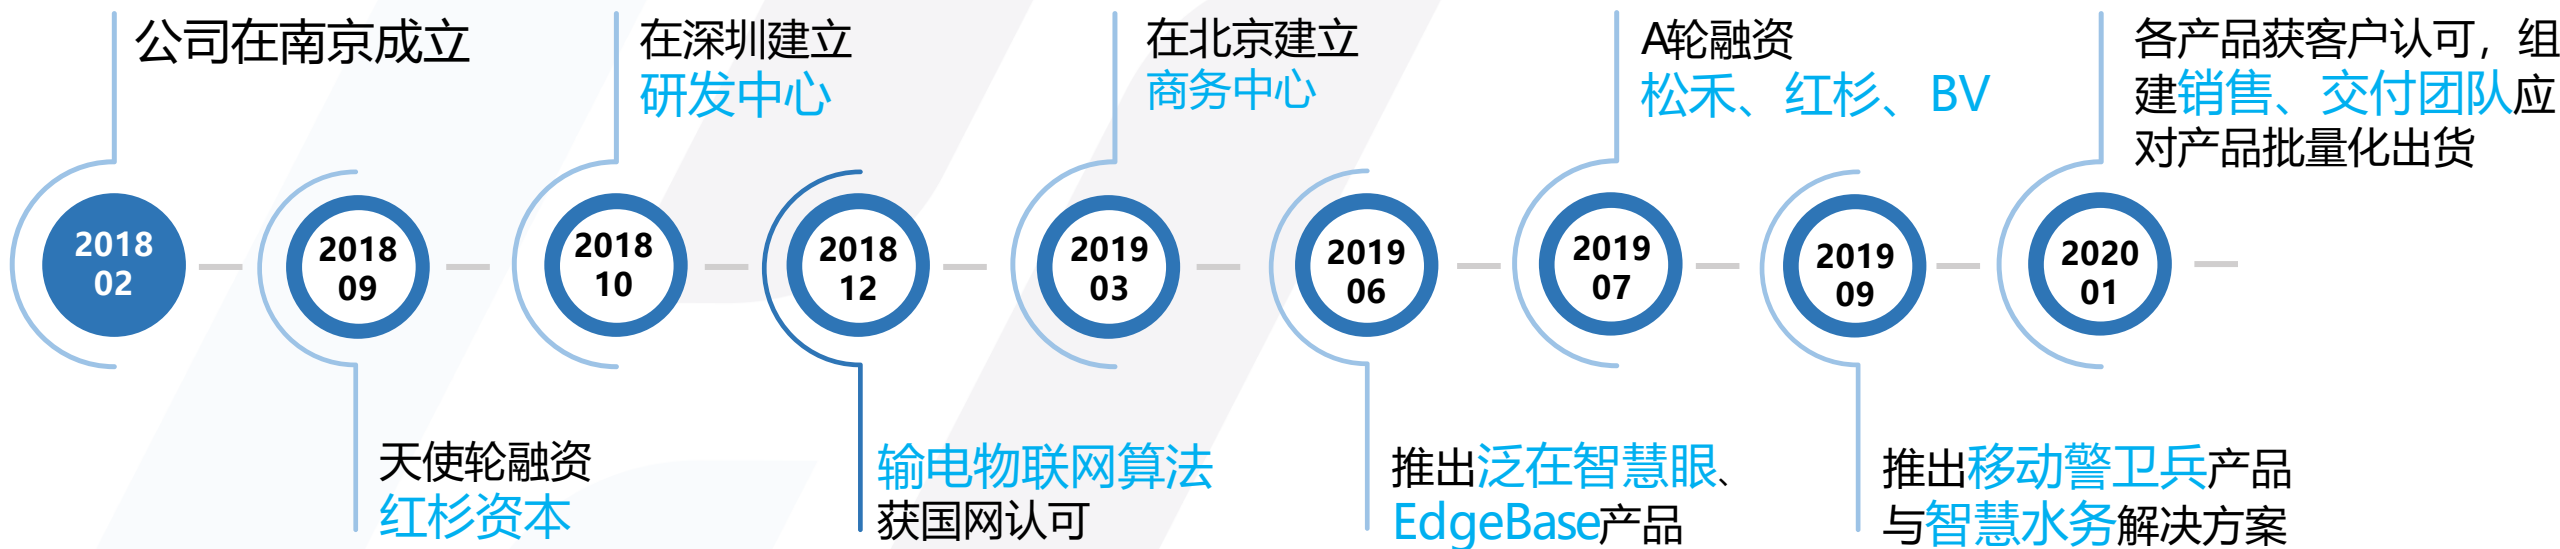 公司在南京成立
在深圳建立
研发中心
在北京建立
商务中心
A轮融资
松禾、红杉、BV
各产品获客户认可，组
建销售、交付团队应
对产品批量化出货
2018
02
2018
09
2018
10
2018
12
2019
03
2019
06
2019
07
2019
09
2020
01
天使轮融资
红杉资本
输电物联网算法
获国网认可
推出泛在智慧眼、
EdgeBase产品
推出移动警卫兵产品
与智慧水务解决方案